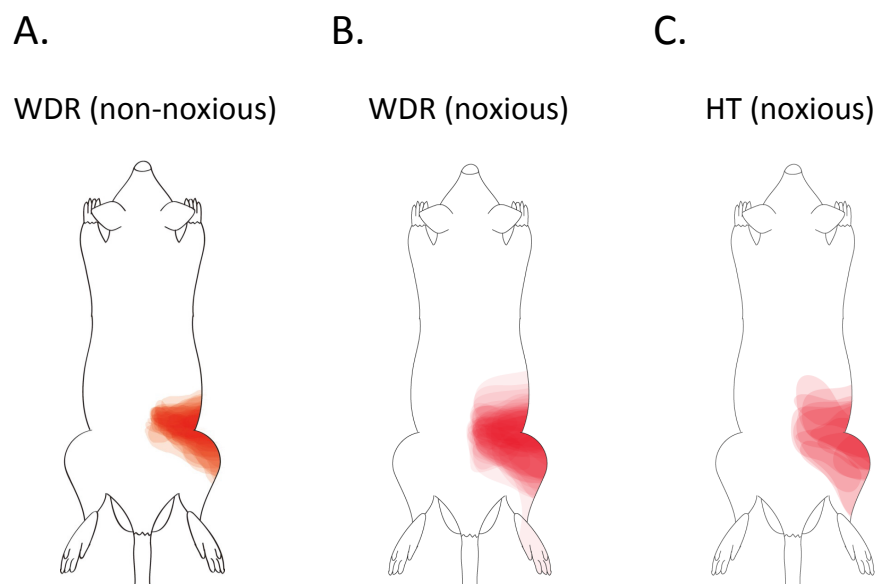 A.
B.
C.
WDR (non-noxious)
WDR (noxious)
HT (noxious)